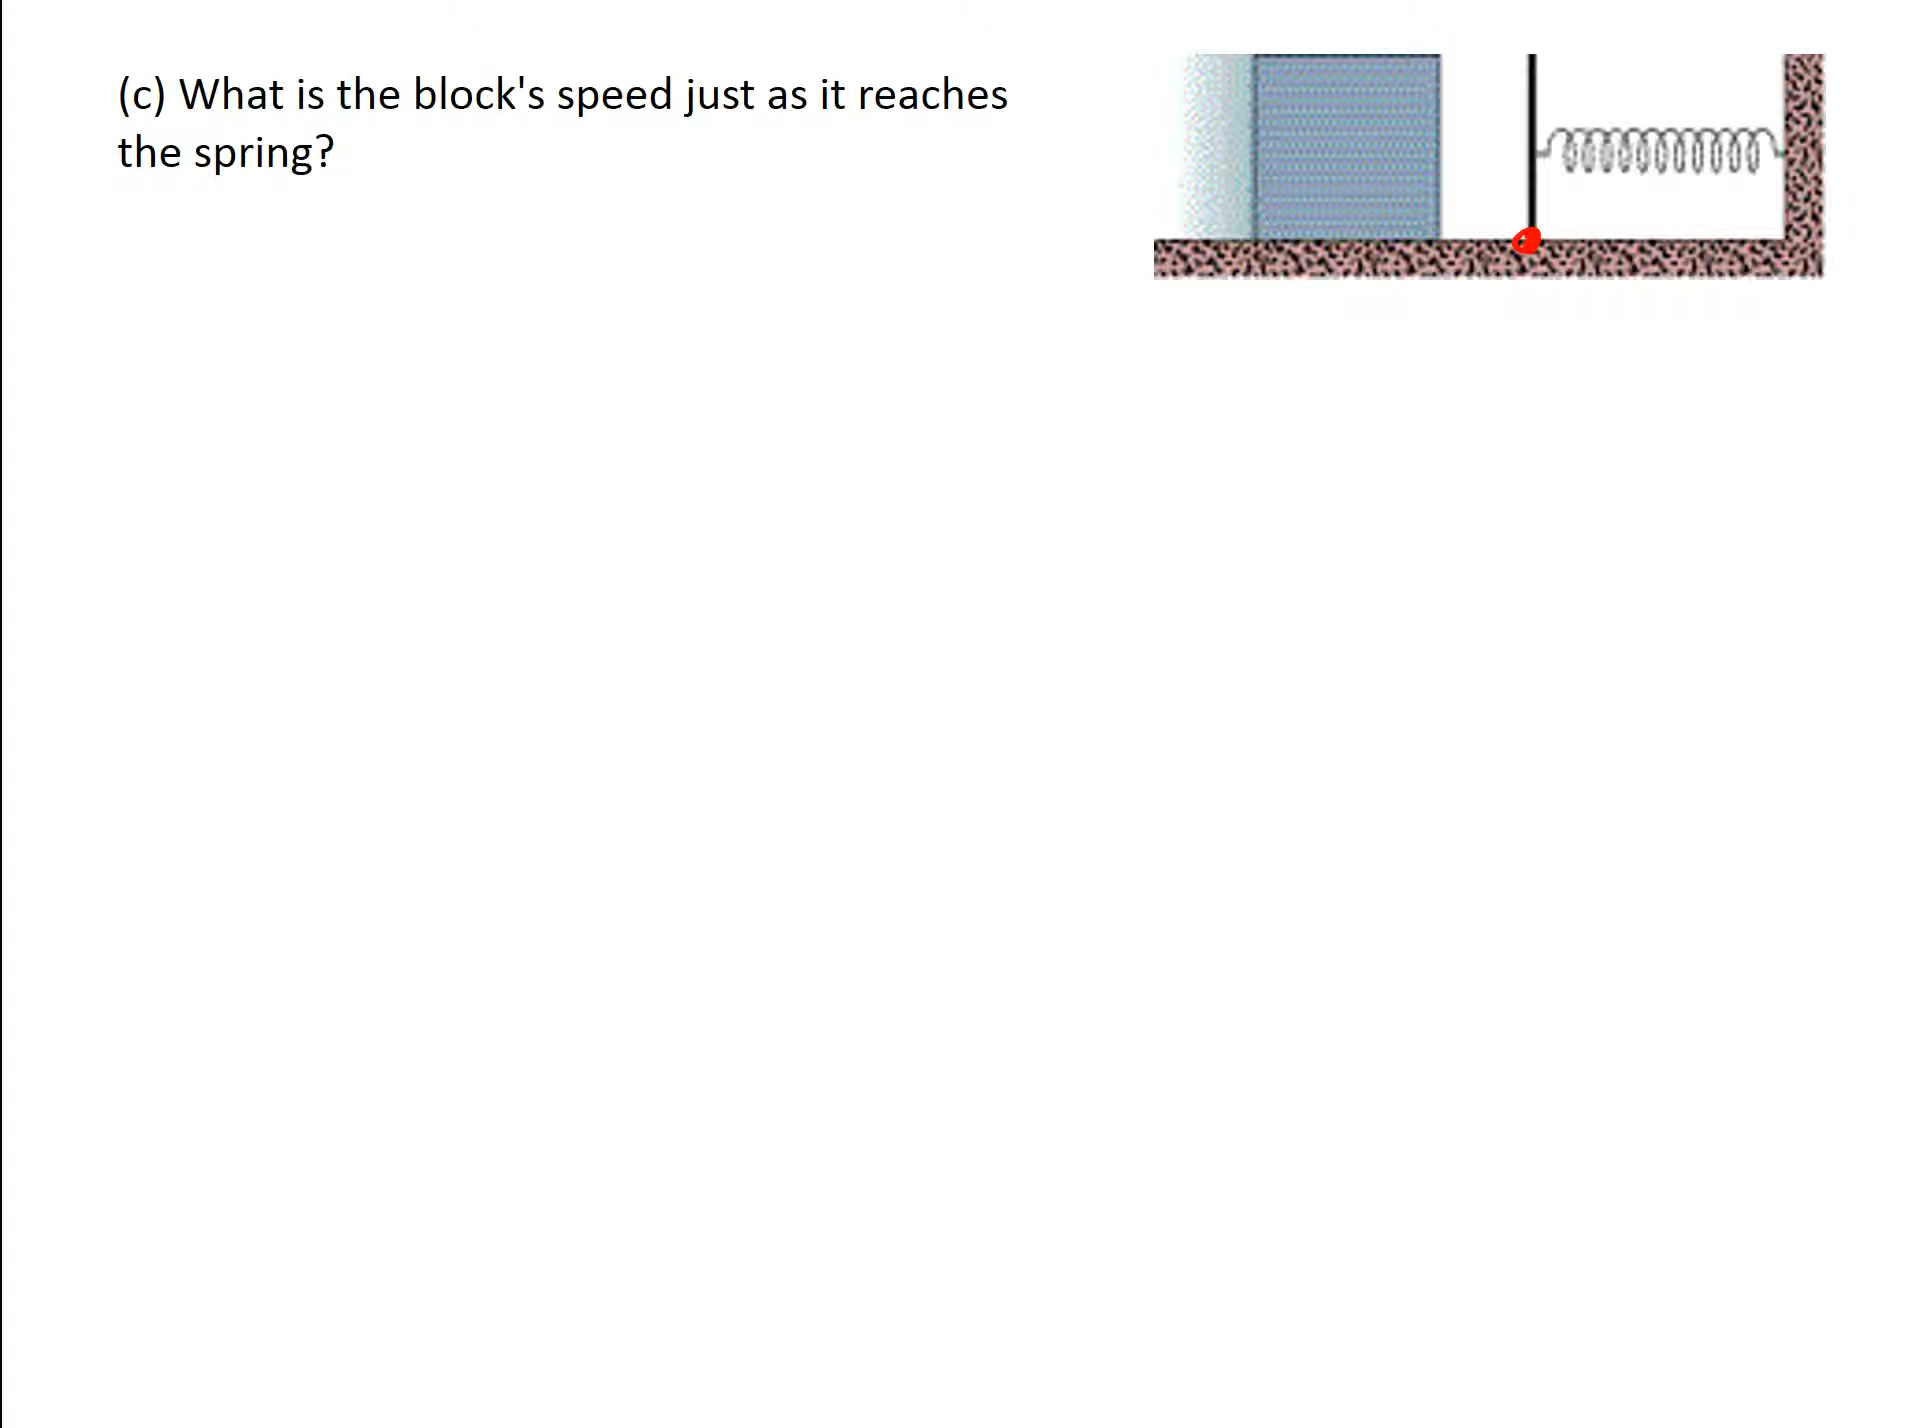 (c) What is the block's speed just as it reaches
the spring?